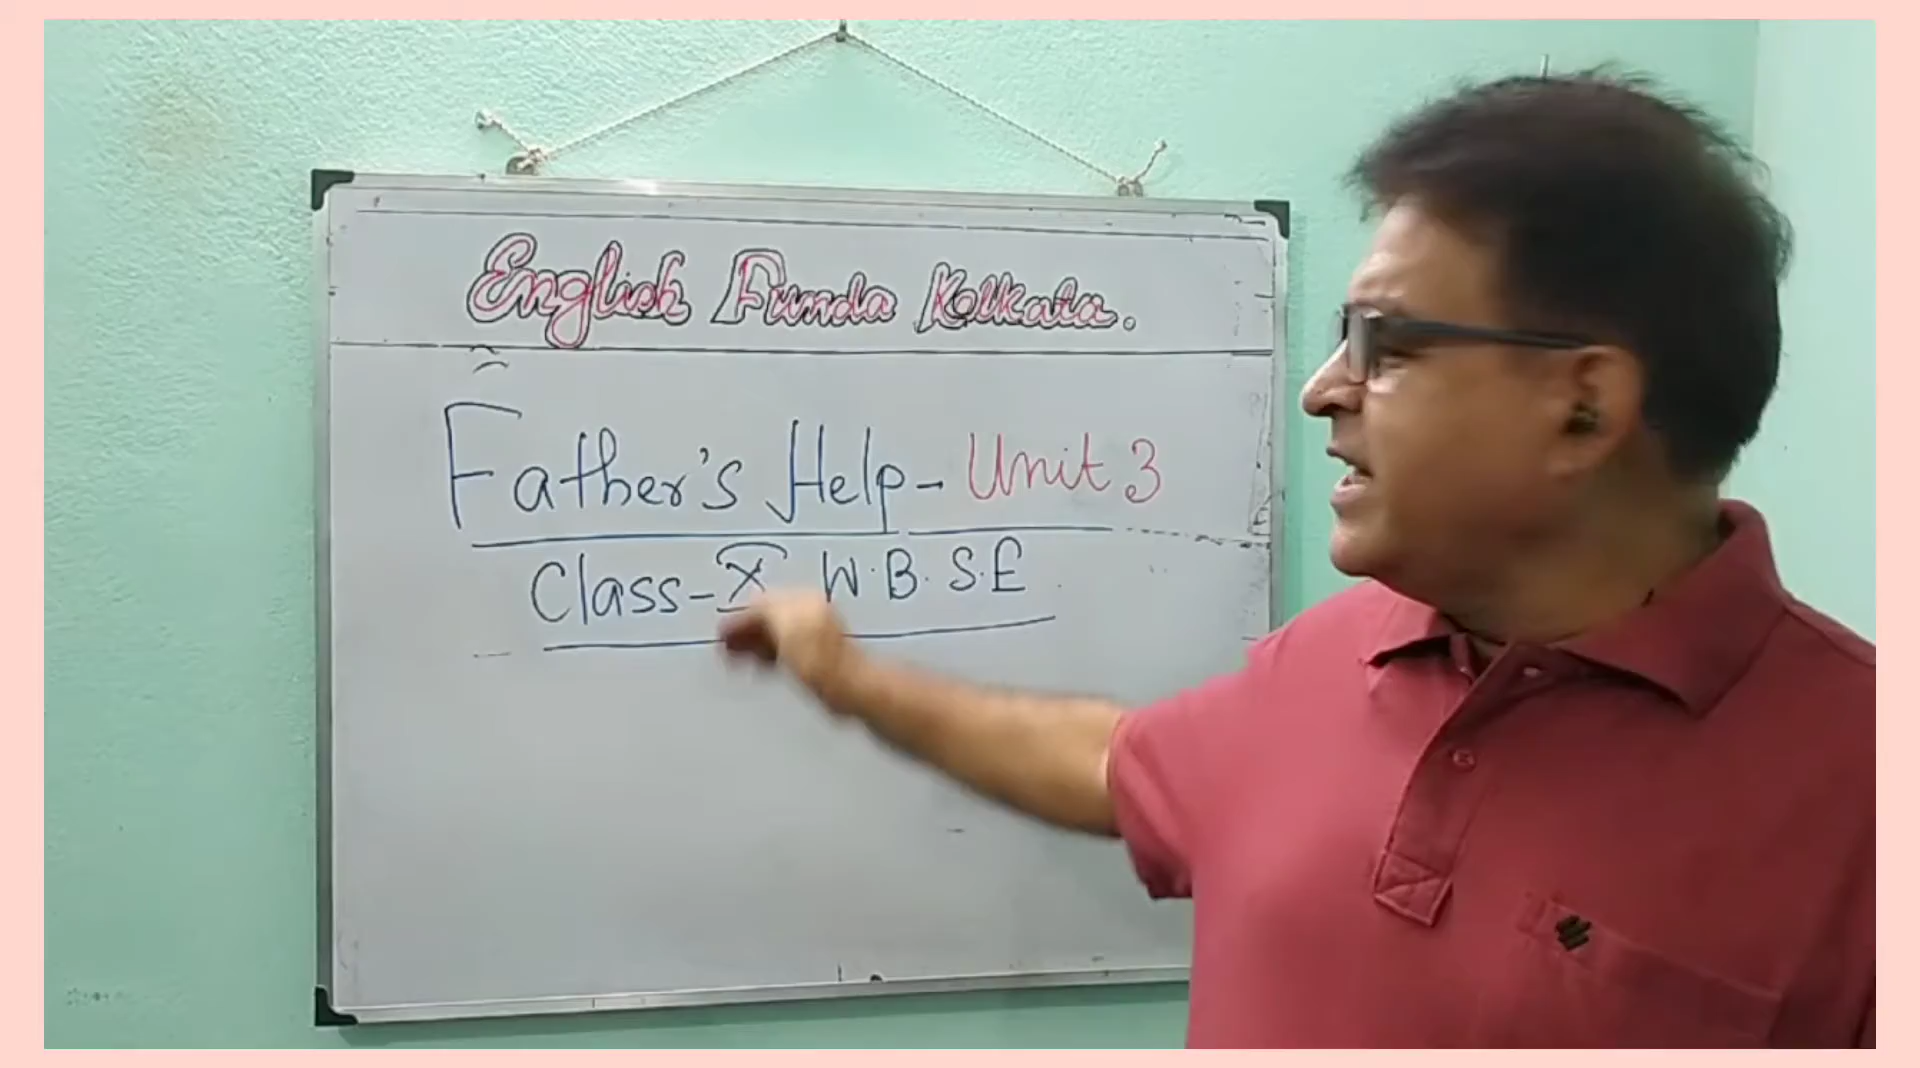 English Funda Kolkata.
Father's Help - Unit 3
Class - X W.B.S.E